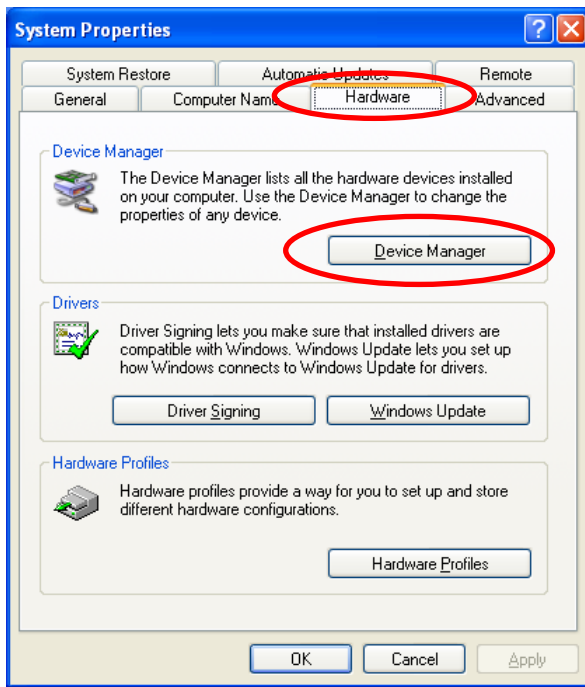 System Properties
System Restore Automatic Updates Remote
General Computer Name Hardware Advanced
Device Manager
The Device Manager lists all the hardware devices installed
on your computer. Use the Device Manager to change the
properties of any device.
Device Manager
Drivers
Driver Signing lets you make sure that installed drivers are
compatible with Windows. Windows Update lets you set up
how Windows connects to Windows Update for drivers.
Driver Signing Windows Update
Hardware Profiles
Hardware profiles provide a way for you to set up and store
different hardware configurations.
Hardware Profiles
OK Cancel Apply